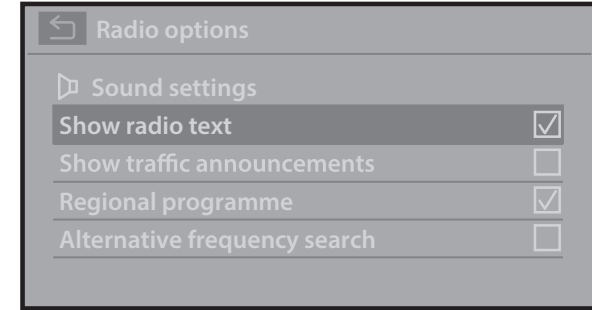 Radio options
Sound settings
Show radio text
Show traffic announcements
Regional programme
Alternative frequency search